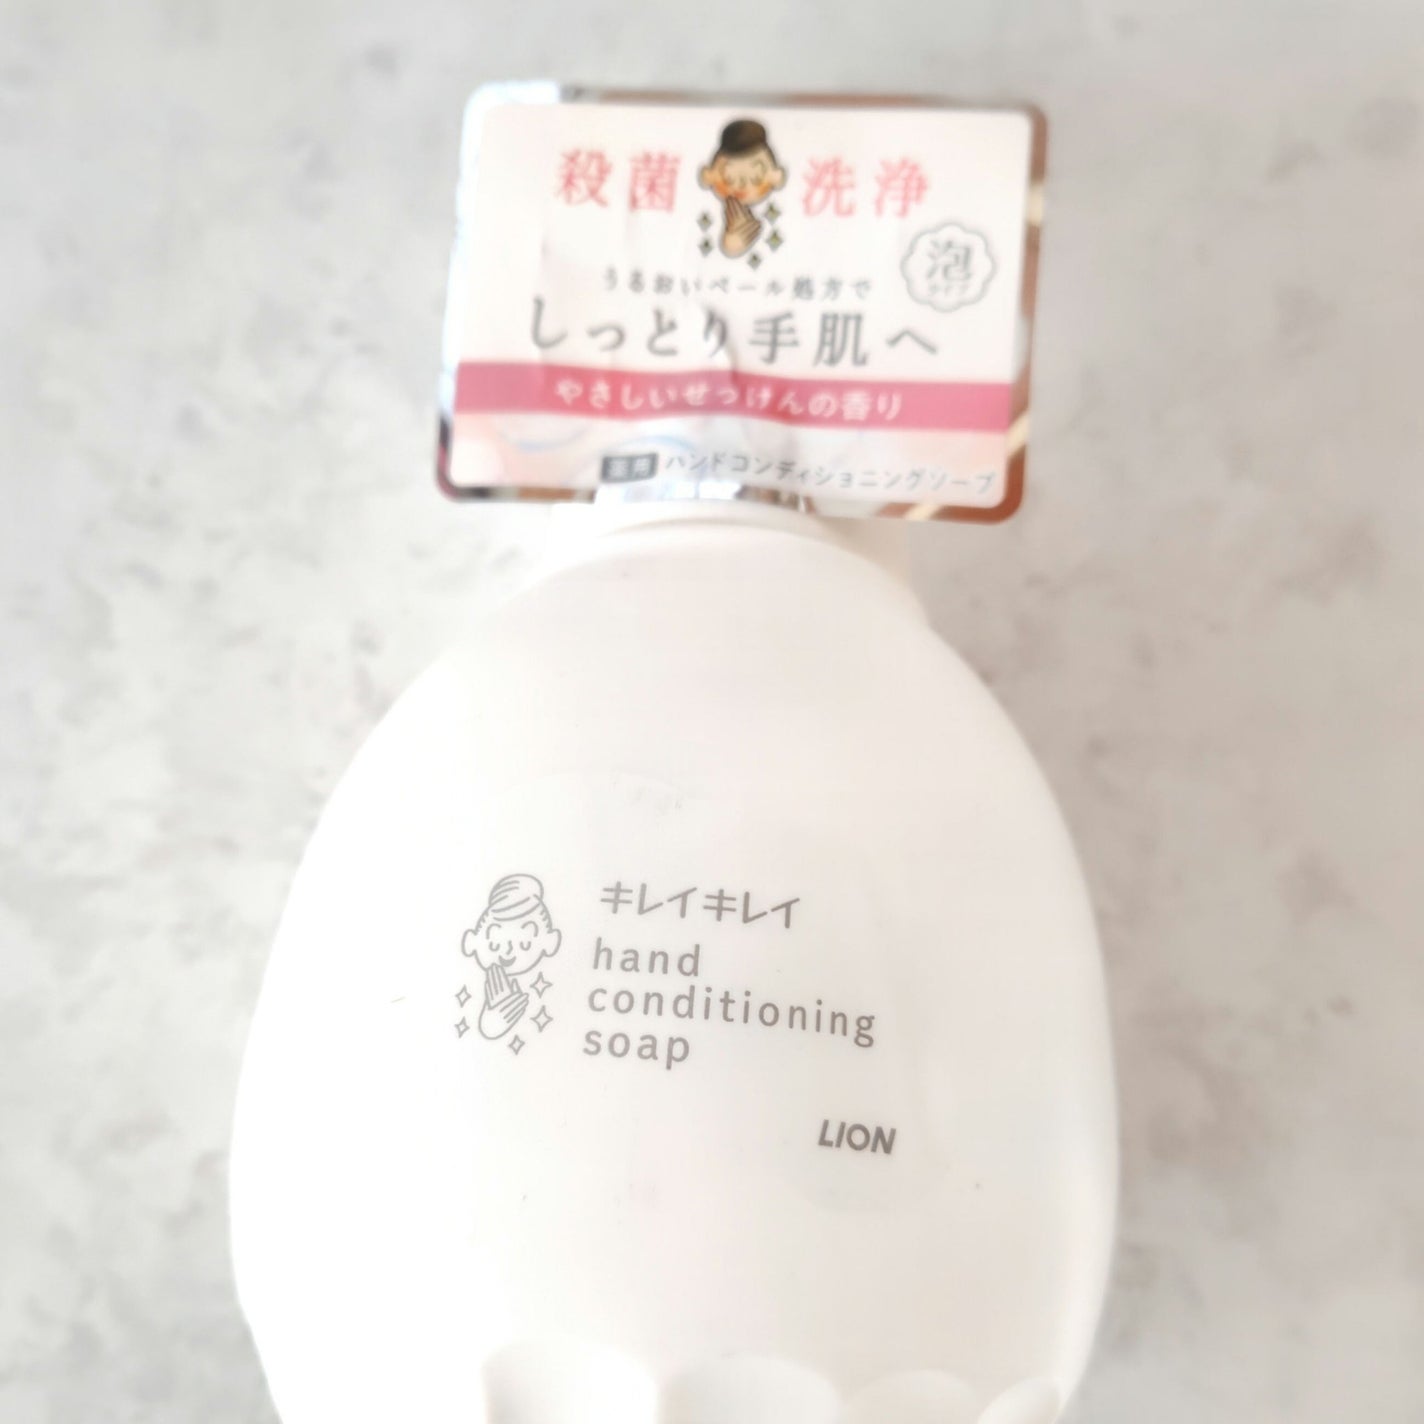 殺菌 洗浄
泡
タイプ
うるおいベール処方で
しっとり手肌へ
やさしいせっけんの香り
薬用 ハンドコンディショニングソープ
キレイキレイ
hand
conditioning
soap
LION